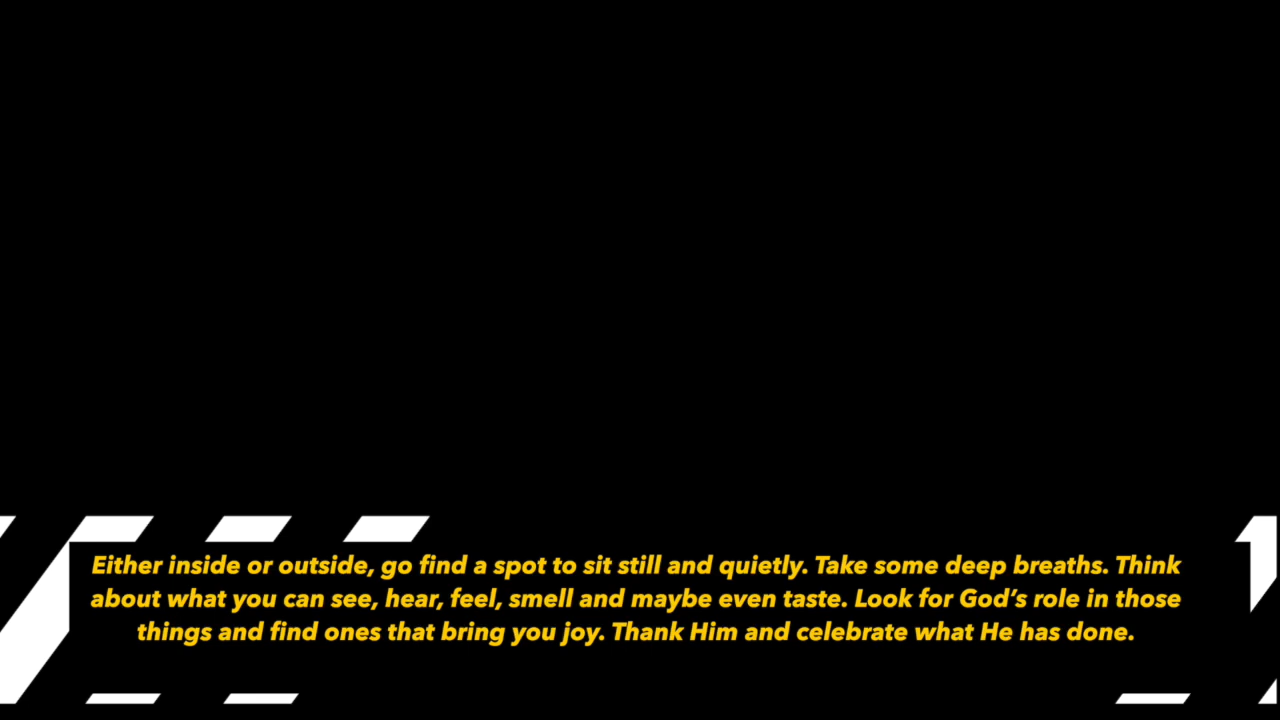 Either inside or outside, go find a spot to sit still and quietly. Take some deep breaths. Think
about what you can see, hear, feel, smell and maybe even taste. Look for God’s role in those
things and find ones that bring you joy. Thank Him and celebrate what He has done.